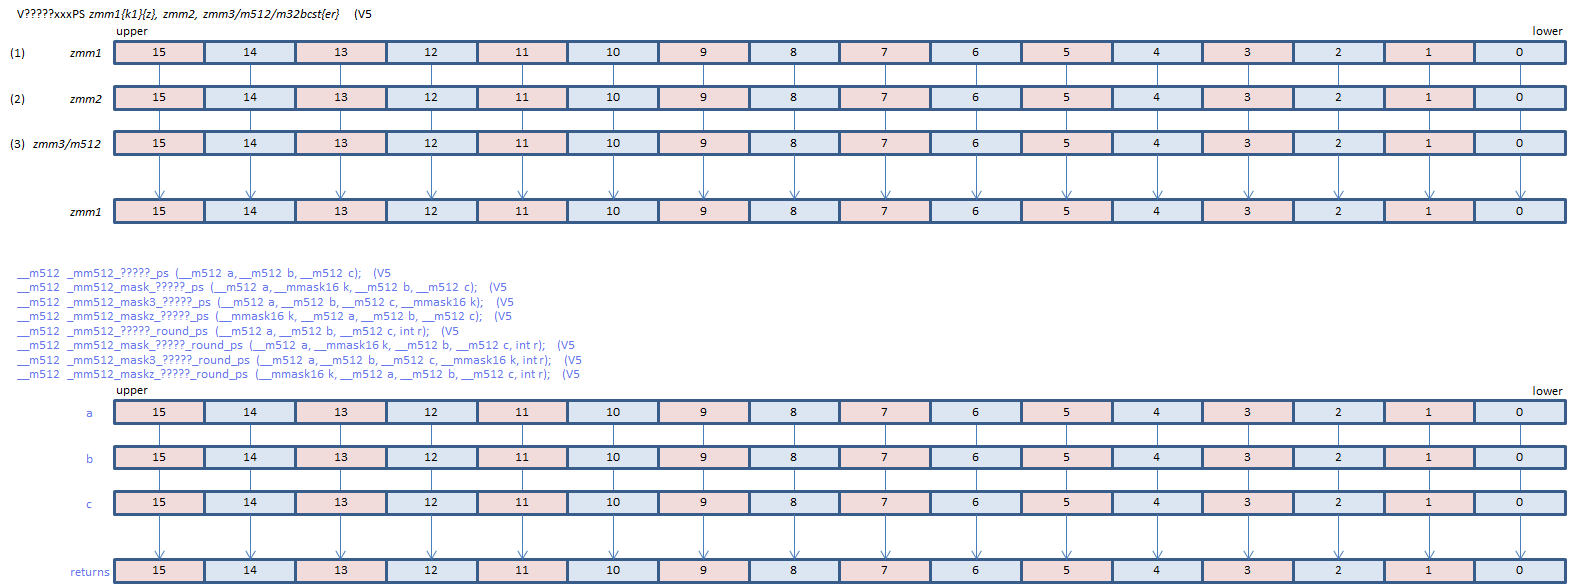 V?????xxxPS zmm1{k1}{z}, zmm2, zmm3/m512/m32bcst{er} (V5
upper lower
(1) zmm1 15 14 13 12 11 10 9 8 7 6 5 4 3 2 1 0
(2) zmm2 15 14 13 12 11 10 9 8 7 6 5 4 3 2 1 0
(3) zmm3/m512 15 14 13 12 11 10 9 8 7 6 5 4 3 2 1 0
zmm1 15 14 13 12 11 10 9 8 7 6 5 4 3 2 1 0
__m512 _mm512_?????_ps (__m512 a, __m512 b, __m512 c); (V5
__m512 _mm512_mask_?????_ps (__m512 a, __mmask16 k, __m512 b, __m512 c); (V5
__m512 _mm512_mask3_?????_ps (__m512 a, __m512 b, __m512 c, __mmask16 k); (V5
__m512 _mm512_maskz_?????_ps (__mmask16 k, __m512 a, __m512 b, __m512 c); (V5
__m512 _mm512_?????_round_ps (__m512 a, __m512 b, __m512 c, int r); (V5
__m512 _mm512_mask_?????_round_ps (__m512 a, __mmask16 k, __m512 b, __m512 c, int r); (V5
__m512 _mm512_mask3_?????_round_ps (__m512 a, __m512 b, __m512 c, __mmask16 k, int r); (V5
__m512 _mm512_maskz_?????_round_ps (__mmask16 k, __m512 a, __m512 b, __m512 c, int r); (V5
upper lower
a 15 14 13 12 11 10 9 8 7 6 5 4 3 2 1 0
b 15 14 13 12 11 10 9 8 7 6 5 4 3 2 1 0
c 15 14 13 12 11 10 9 8 7 6 5 4 3 2 1 0
returns 15 14 13 12 11 10 9 8 7 6 5 4 3 2 1 0